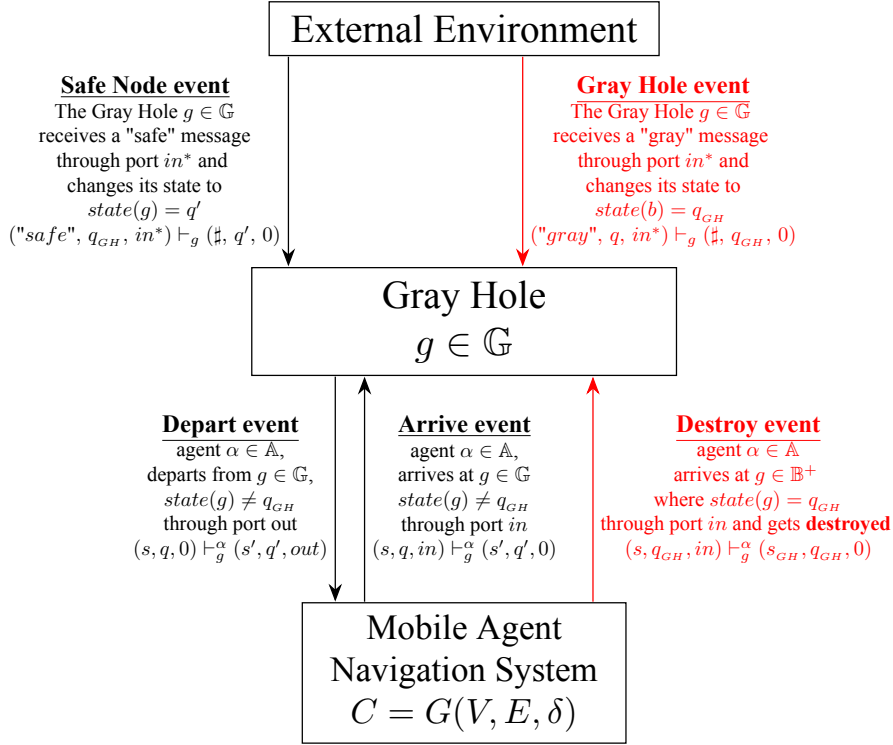 External Environment
Safe Node event
The Gray Hole g ∈ 𝔾
receives a "safe" message
through port in* and
changes its state to
state(g) = q′
("safe", q_GH, in*) ⊢_g (♯, q′, 0)
Gray Hole event
The Gray Hole g ∈ 𝔾
receives a "gray" message
through port in* and
changes its state to
state(b) = q_GH
("gray", q, in*) ⊢_g (♯, q_GH, 0)
Gray Hole
g ∈ 𝔾
Depart event
agent α ∈ 𝔸,
departs from g ∈ 𝔾,
state(g) ≠ q_GH
through port out
(s, q, 0) ⊢_g^α (s′, q′, out)
Arrive event
agent α ∈ 𝔸,
arrives at g ∈ 𝔾
state(g) ≠ q_GH
through port in
(s, q, in) ⊢_g^α (s′, q′, 0)
Destroy event
agent α ∈ 𝔸
arrives at g ∈ 𝔹⁺
where state(g) = q_GH
through port in and gets destroyed
(s, q_GH, in) ⊢_g^α (s_GH, q_GH, 0)
Mobile Agent
Navigation System
C = G(V, E, δ)